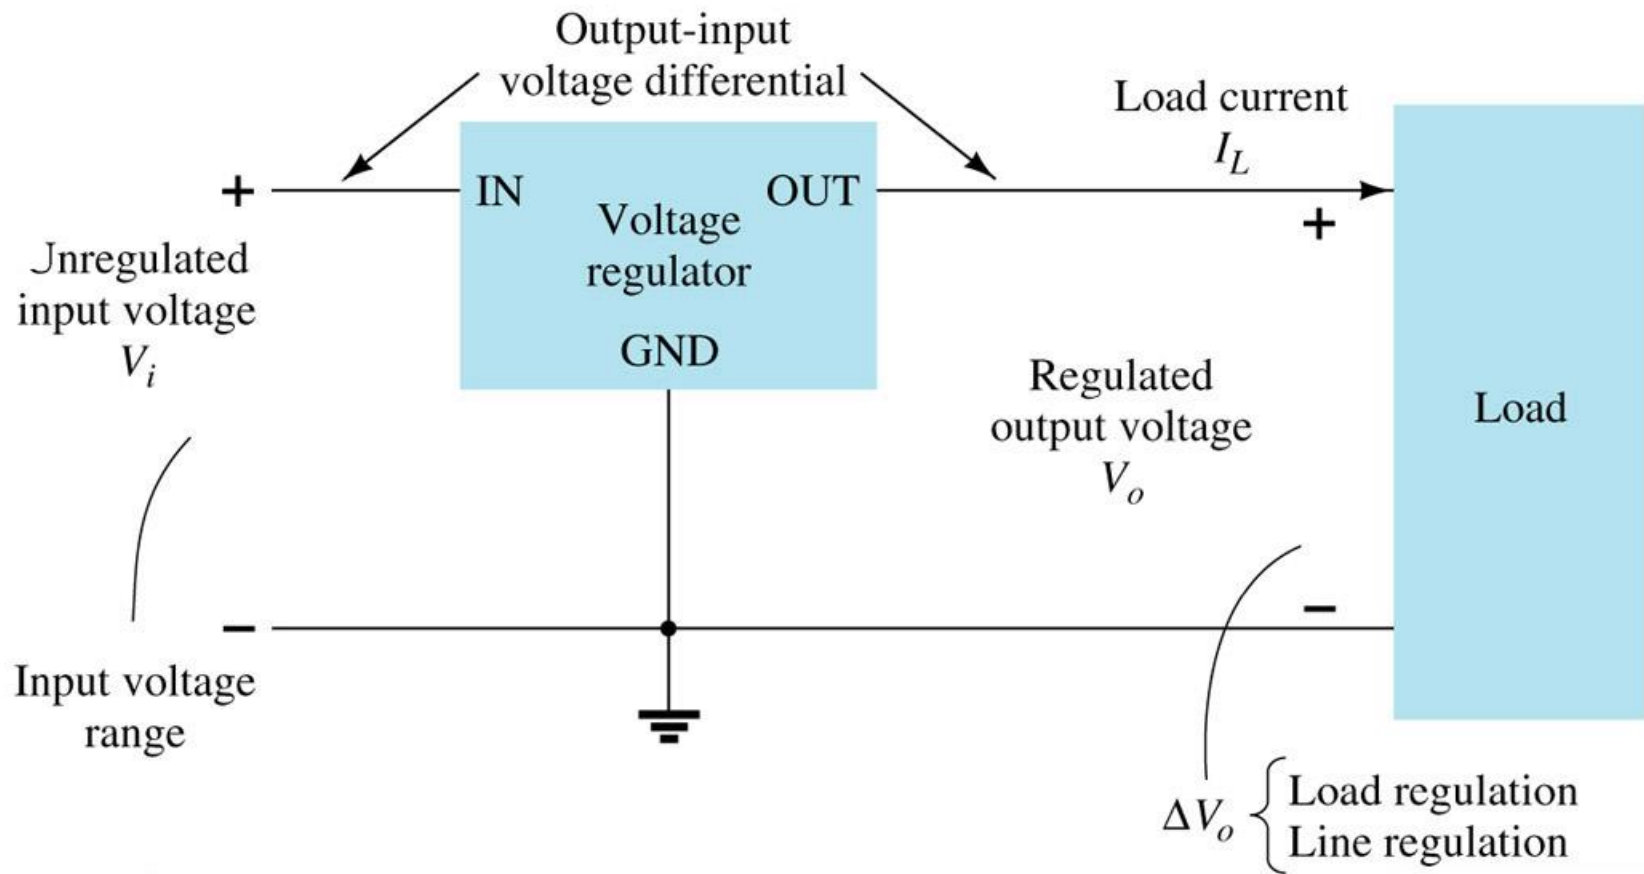 Output-input
voltage differential
Load current
I_L
+
IN
OUT
+
Voltage
regulator
Jnregulated
input voltage
V_i
GND
Regulated
output voltage
V_o
Load
−
−
Input voltage
range
ΔV_o { Load regulation
Line regulation